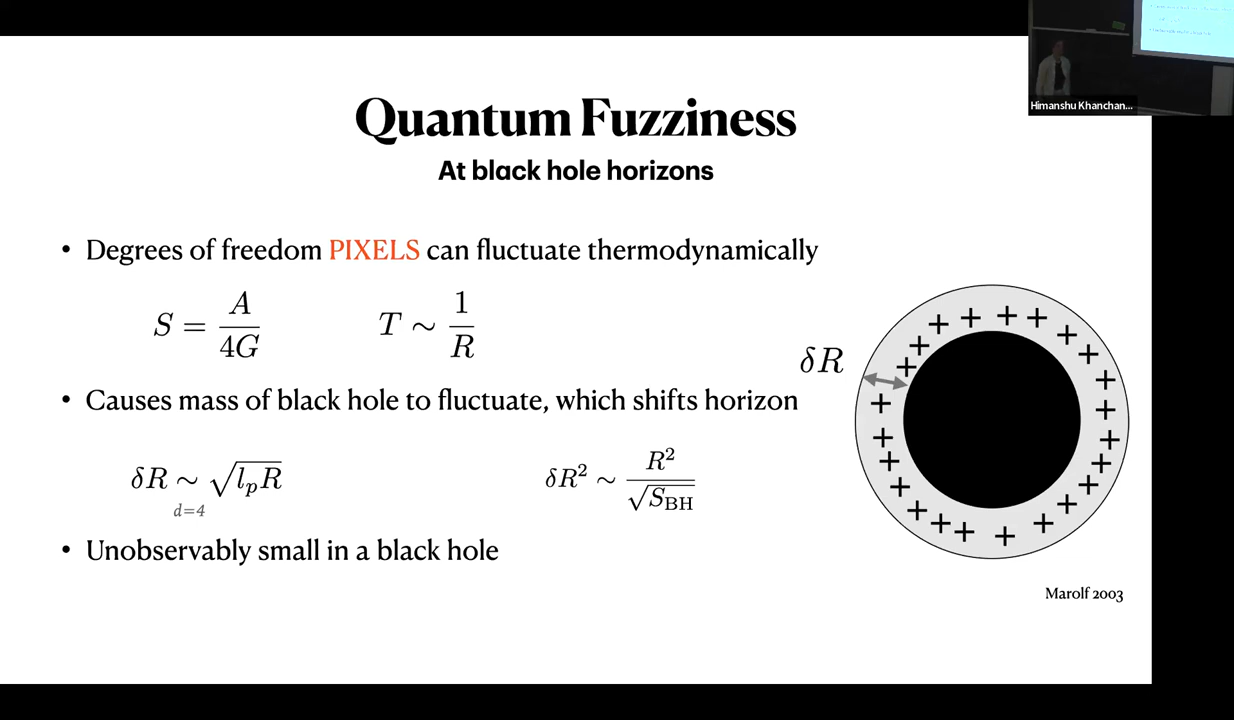 Himanshu Khanchan...
Quantum Fuzziness
At black hole horizons
• Degrees of freedom PIXELS can fluctuate thermodynamically
S = A/4G
T ∼ 1/R
δR
• Causes mass of black hole to fluctuate, which shifts horizon
δR ∼ √(l_p R)
d=4
δR² ∼ R²/√S_BH
• Unobservably small in a black hole
Marolf 2003